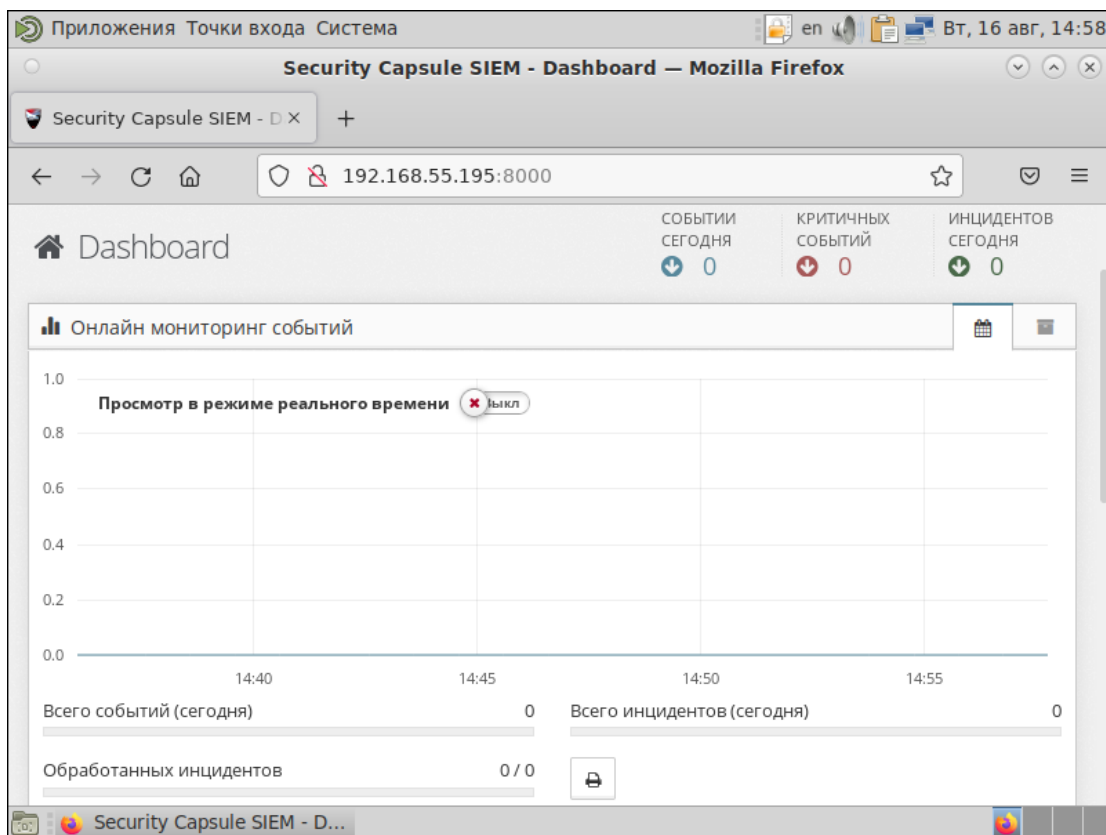 Приложения Точки входа Система
en
Вт, 16 авг, 14:58
Security Capsule SIEM - Dashboard — Mozilla Firefox
Security Capsule SIEM - D
192.168.55.195:8000
Dashboard
СОБЫТИИ СЕГОДНЯ
0
КРИТИЧНЫХ СОБЫТИЙ
0
ИНЦИДЕНТОВ СЕГОДНЯ
0
Онлайн мониторинг событий
1.0
Просмотр в режиме реального времени
Выкл
0.8
0.6
0.4
0.2
0.0
14:40 14:45 14:50 14:55
Всего событий (сегодня) 0
Всего инцидентов (сегодня) 0
Обработанных инцидентов 0 / 0
Security Capsule SIEM - D...